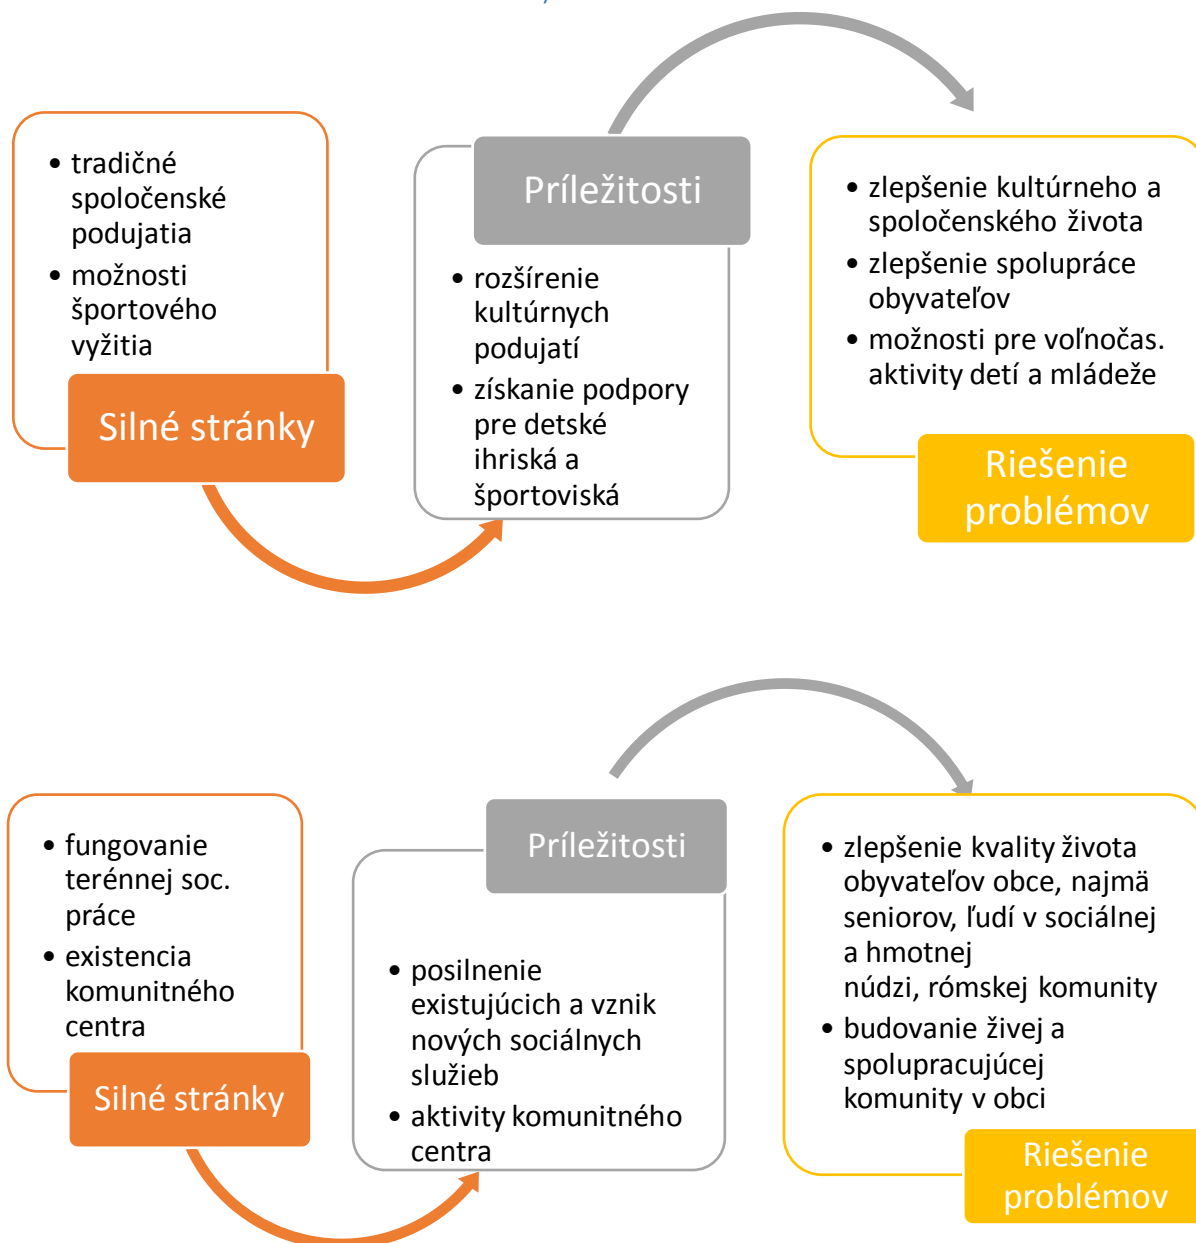 • tradičné
spoločenské
podujatia
• možnosti
športového
vyžitia
Silné stránky
Príležitosti
• rozšírenie
kultúrnych
podujatí
• získanie podpory
pre detské
ihriská a
športoviská
• zlepšenie kultúrneho a
spoločenského života
• zlepšenie spolupráce
obyvateľov
• možnosti pre voľnočas.
aktivity detí a mládeže
Riešenie
problémov
• fungovanie
terénnej soc.
práce
• existencia
komunitného
centra
Silné stránky
Príležitosti
• posilnenie
existujúcich a vznik
nových sociálnych
služieb
• aktivity komunitného
centra
• zlepšenie kvality života
obyvateľov obce, najmä
seniorov, ľudí v sociálnej
a hmotnej
núdzi, rómskej komunity
• budovanie živej a
spolupracujúcej
komunity v obci
Riešenie
problémov